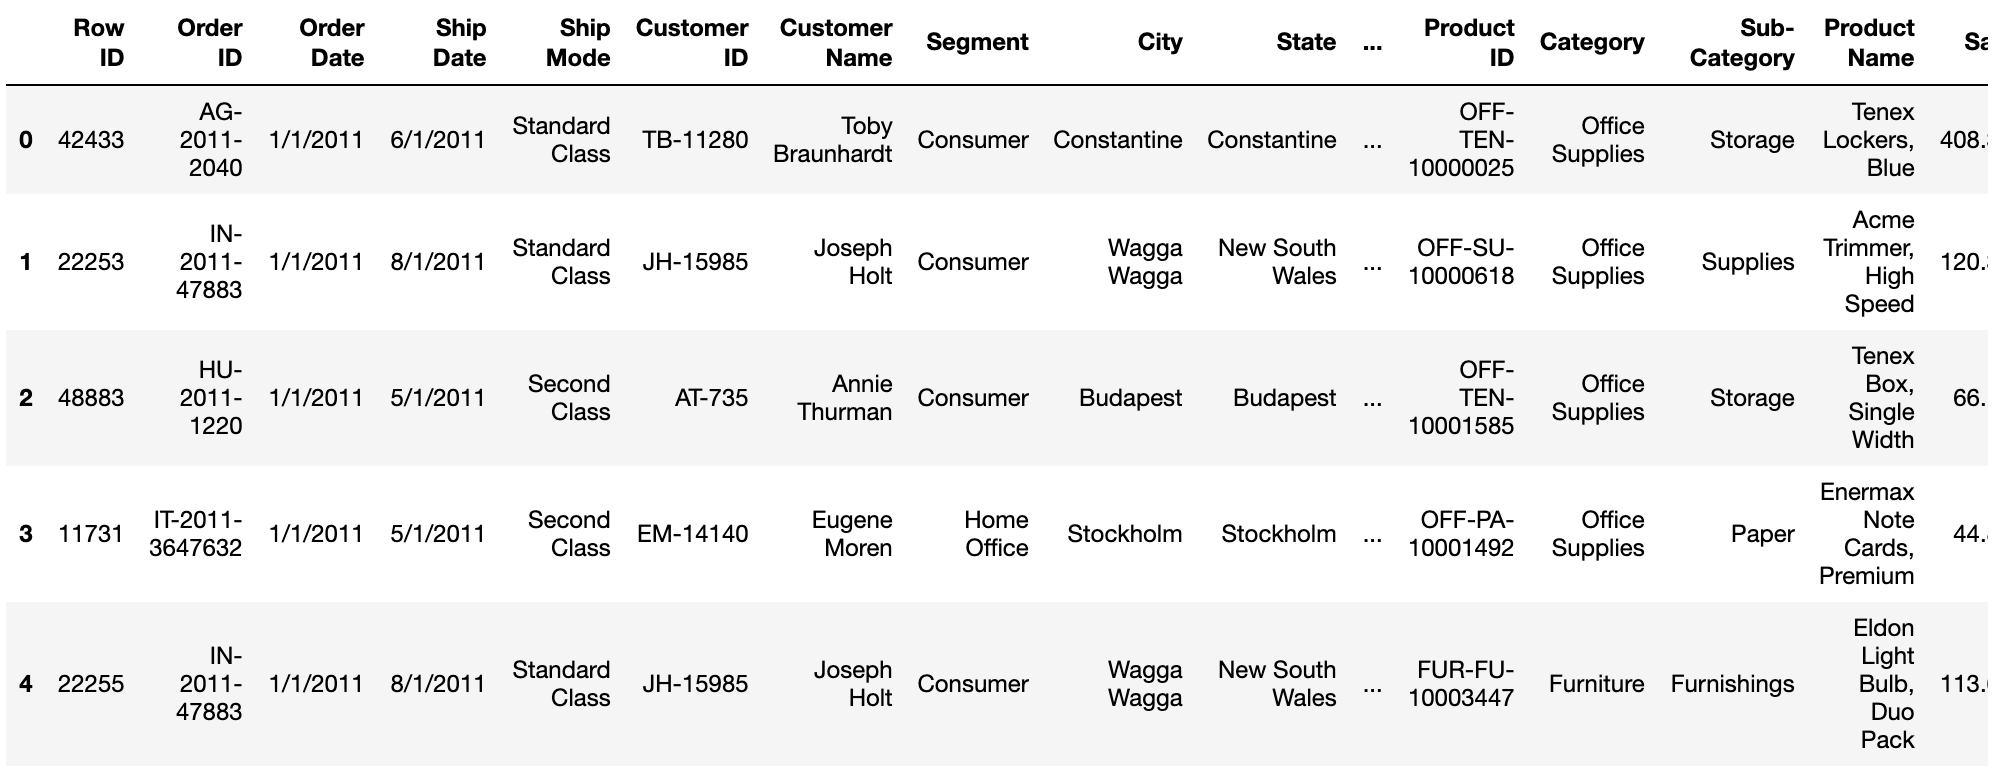 Row ID Order ID Order Date Ship Date Ship Mode Customer ID Customer Name Segment City State ... Product ID Category Sub-Category Product Name
0 42433 AG-2011-2040 1/1/2011 6/1/2011 Standard Class TB-11280 Toby Braunhardt Consumer Constantine Constantine ... OFF-TEN-10000025 Office Supplies Storage Tenex Lockers, Blue 408.
1 22253 IN-2011-47883 1/1/2011 8/1/2011 Standard Class JH-15985 Joseph Holt Consumer Wagga Wagga New South Wales ... OFF-SU-10000618 Office Supplies Supplies Acme Trimmer, High Speed 120.
2 48883 HU-2011-1220 1/1/2011 5/1/2011 Second Class AT-735 Annie Thurman Consumer Budapest Budapest ... OFF-TEN-10001585 Office Supplies Storage Tenex Box, Single Width 66.
3 11731 IT-2011-3647632 1/1/2011 5/1/2011 Second Class EM-14140 Eugene Moren Home Office Stockholm Stockholm ... OFF-PA-10001492 Office Supplies Paper Enermax Note Cards, Premium 44.
4 22255 IN-2011-47883 1/1/2011 8/1/2011 Standard Class JH-15985 Joseph Holt Consumer Wagga Wagga New South Wales ... FUR-FU-10003447 Furniture Furnishings Eldon Light Bulb, Duo Pack 113.